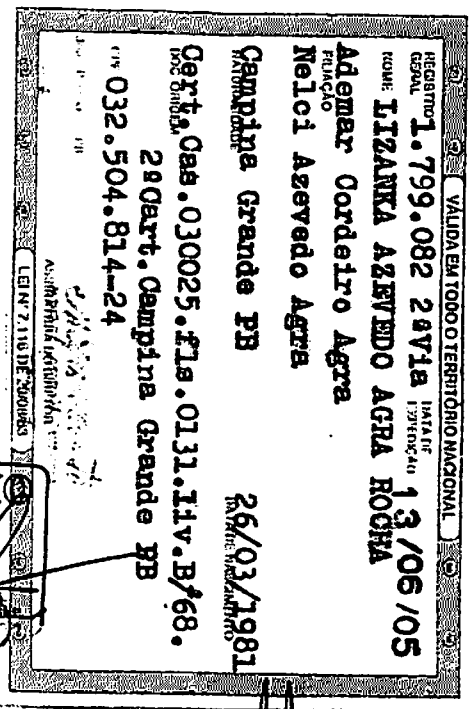 VÁLIDA EM TODO O TERRITÓRIO NACIONAL
REGISTRO GERAL 1.799.082 2ªVia DATA DE EXPEDIÇÃO 13/06/05
NOME LIZANKA AZEVEDO AGRA ROCHA
Ademar Cordeiro Agra
FILIAÇÃO
Nelci Azevedo Agra
Campina Grande PB 26/03/1981
NATURALIDADE DATA DE NASCIMENTO
Cert.Cas.030025.fls.0131.Liv.B/68.
DOC ORIGEM
2ºCart.Campina Grande PB
CPF 032.504.814-24
LEI Nº 7.116 DE 29/08/83